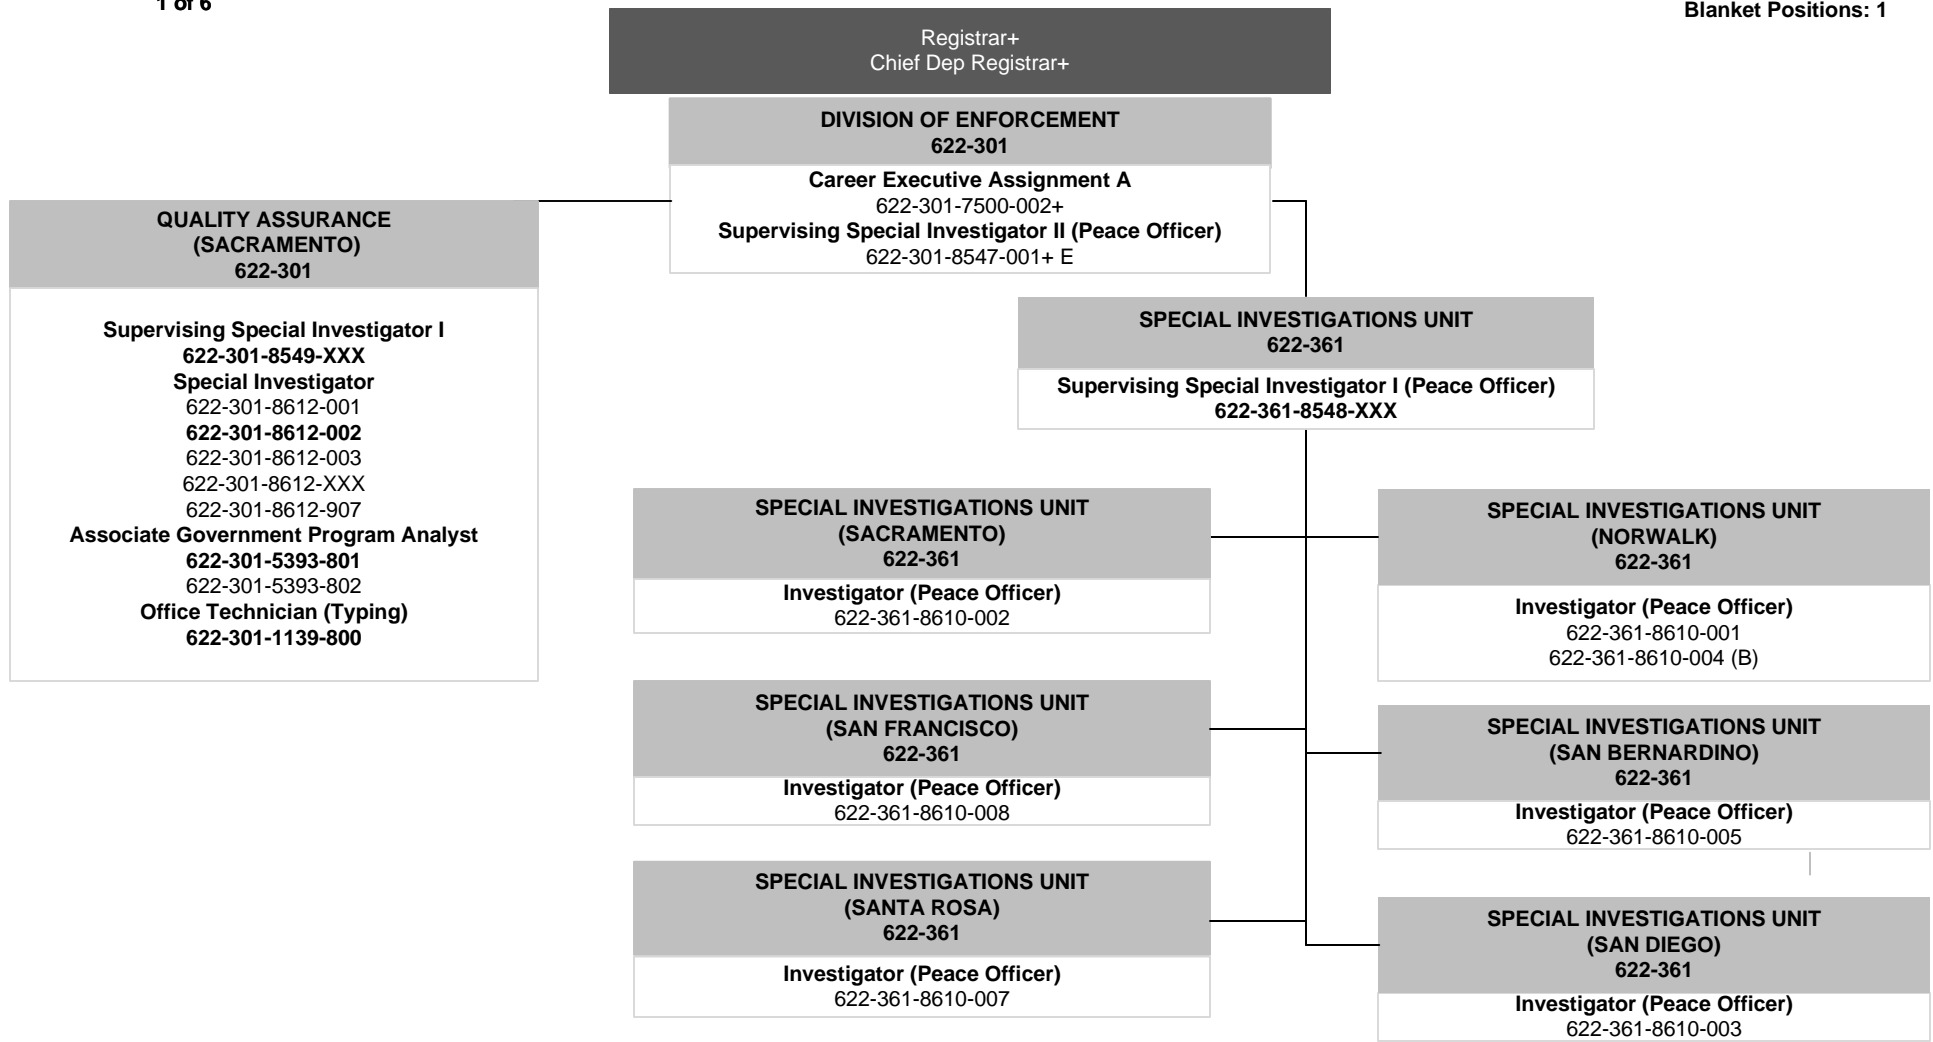 1 of 6
Blanket Positions: 1
Registrar+
Chief Dep Registrar+
DIVISION OF ENFORCEMENT
622-301
Career Executive Assignment A
622-301-7500-002+
Supervising Special Investigator II (Peace Officer)
622-301-8547-001+ E
QUALITY ASSURANCE
(SACRAMENTO)
622-301
Supervising Special Investigator I
622-301-8549-XXX
Special Investigator
622-301-8612-001
622-301-8612-002
622-301-8612-003
622-301-8612-XXX
622-301-8612-907
Associate Government Program Analyst
622-301-5393-801
622-301-5393-802
Office Technician (Typing)
622-301-1139-800
SPECIAL INVESTIGATIONS UNIT
622-361
Supervising Special Investigator I (Peace Officer)
622-361-8548-XXX
SPECIAL INVESTIGATIONS UNIT
(SACRAMENTO)
622-361
Investigator (Peace Officer)
622-361-8610-002
SPECIAL INVESTIGATIONS UNIT
(NORWALK)
622-361
Investigator (Peace Officer)
622-361-8610-001
622-361-8610-004 (B)
SPECIAL INVESTIGATIONS UNIT
(SAN FRANCISCO)
622-361
Investigator (Peace Officer)
622-361-8610-008
SPECIAL INVESTIGATIONS UNIT
(SAN BERNARDINO)
622-361
Investigator (Peace Officer)
622-361-8610-005
SPECIAL INVESTIGATIONS UNIT
(SANTA ROSA)
622-361
Investigator (Peace Officer)
622-361-8610-007
SPECIAL INVESTIGATIONS UNIT
(SAN DIEGO)
622-361
Investigator (Peace Officer)
622-361-8610-003